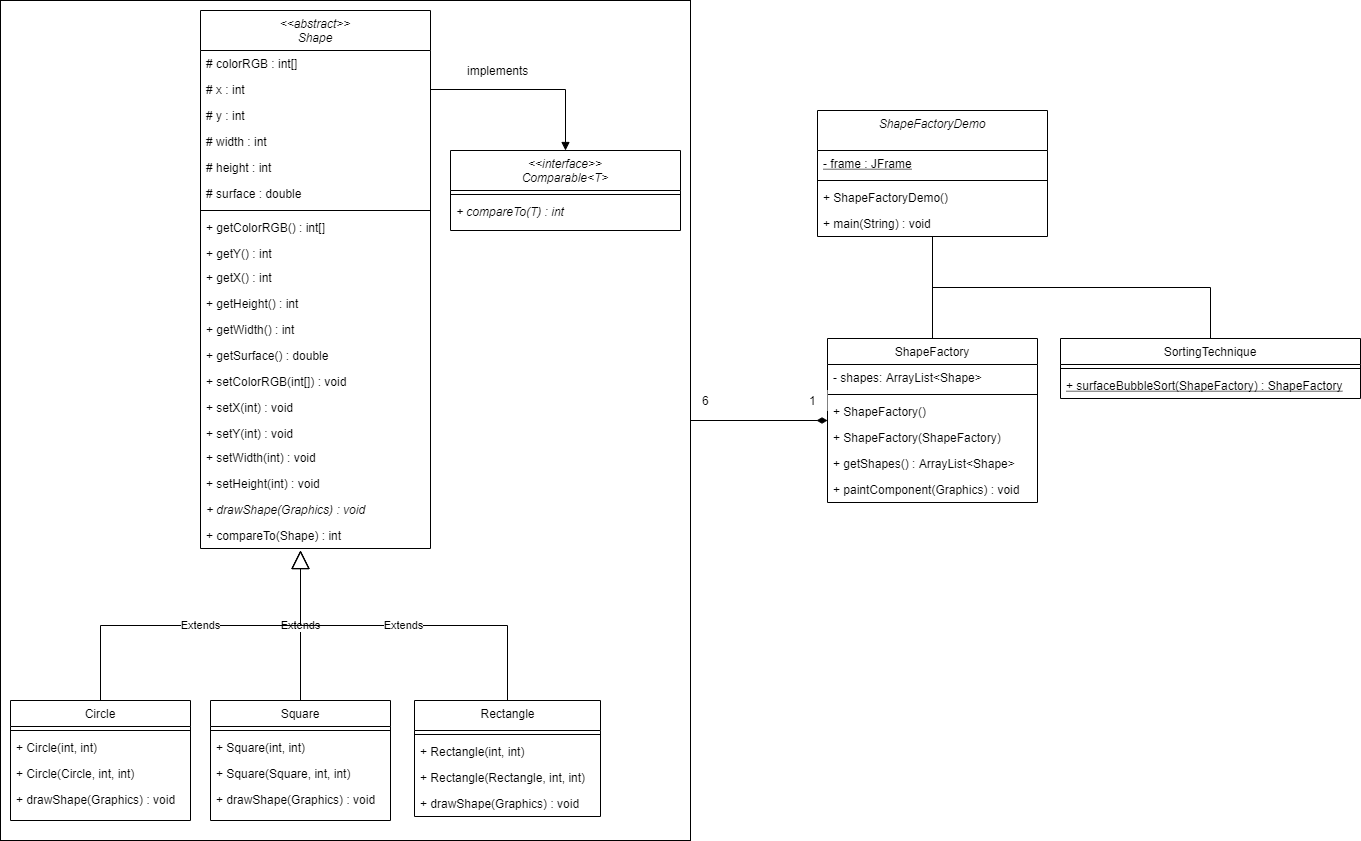 <<abstract>>
Shape
# colorRGB : int[]
# x : int
# y : int
# width : int
# height : int
# surface : double
+ getColorRGB() : int[]
+ getY() : int
+ getX() : int
+ getHeight() : int
+ getWidth() : int
+ getSurface() : double
+ setColorRGB(int[]) : void
+ setX(int) : void
+ setY(int) : void
+ setWidth(int) : void
+ setHeight(int) : void
+ drawShape(Graphics) : void
+ compareTo(Shape) : int
implements
<<interface>>
Comparable<T>
+ compareTo(T) : int
Extends
Extends
Extends
Circle
+ Circle(int, int)
+ Circle(Circle, int, int)
+ drawShape(Graphics) : void
Square
+ Square(int, int)
+ Square(Square, int, int)
+ drawShape(Graphics) : void
Rectangle
+ Rectangle(int, int)
+ Rectangle(Rectangle, int, int)
+ drawShape(Graphics) : void
6
1
ShapeFactoryDemo
- frame : JFrame
+ ShapeFactoryDemo()
+ main(String) : void
ShapeFactory
- shapes: ArrayList<Shape>
+ ShapeFactory()
+ ShapeFactory(ShapeFactory)
+ getShapes() : ArrayList<Shape>
+ paintComponent(Graphics) : void
SortingTechnique
+ surfaceBubbleSort(ShapeFactory) : ShapeFactory